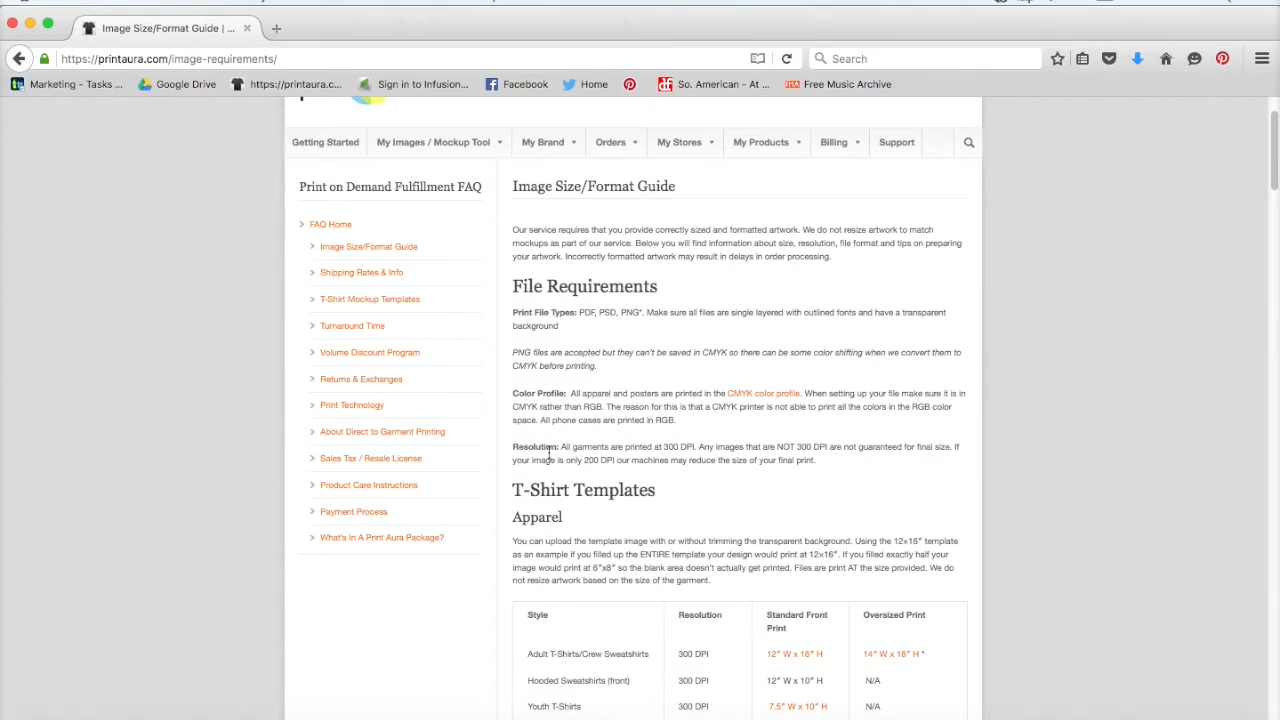 Image Size/Format Guide | ...
https://printaura.com/image-requirements/
Search
Marketing - Tasks ...
Google Drive
https://printaura.c...
Sign in to Infusion...
Facebook
Home
So. American - At ...
Free Music Archive
Getting Started
My Images / Mockup Tool
My Brand
Orders
My Stores
My Products
Billing
Support
Print on Demand Fulfillment FAQ
FAQ Home
Image Size/Format Guide
Shipping Rates & Info
T-Shirt Mockup Templates
Turnaround Time
Volume Discount Program
Returns & Exchanges
Print Technology
About Direct to Garment Printing
Sales Tax / Resale License
Product Care Instructions
Payment Process
What's In A Print Aura Package?
Image Size/Format Guide
Our service requires that you provide correctly sized and formatted artwork. We do not resize artwork to match
mockups as part of our service. Below you will find information about size, resolution, file format and tips on preparing
your artwork. Incorrectly formatted artwork may result in delays in order processing.
File Requirements
Print File Types: PDF, PSD, PNG*. Make sure all files are single layered with outlined fonts and have a transparent
background
PNG files are accepted but they can't be saved in CMYK so there can be some color shifting when we convert them to
CMYK before printing.
Color Profile: All apparel and posters are printed in the CMYK color profile. When setting up your file make sure it is in
CMYK rather than RGB. The reason for this is that a CMYK printer is not able to print all the colors in the RGB color
space. All phone cases are printed in RGB.
Resolution: All garments are printed at 300 DPI. Any images that are NOT 300 DPI are not guaranteed for final size. If
your image is only 200 DPI our machines may reduce the size of your final print.
T-Shirt Templates
Apparel
You can upload the template image with or without trimming the transparent background. Using the 12×16" template
as an example if you filled up the ENTIRE template your design would print at 12×16". If you filled exactly half your
image would print at 6"x8" so the blank area doesn't actually get printed. Files are print AT the size provided. We do
not resize artwork based on the size of the garment.
Style Resolution Standard Front Print Oversized Print
Adult T-Shirts/Crew Sweatshirts 300 DPI 12" W x 16" H 14" W x 18" H *
Hooded Sweatshirts (front) 300 DPI 12" W x 10" H N/A
Youth T-Shirts 300 DPI 7.5" W x 10" H N/A